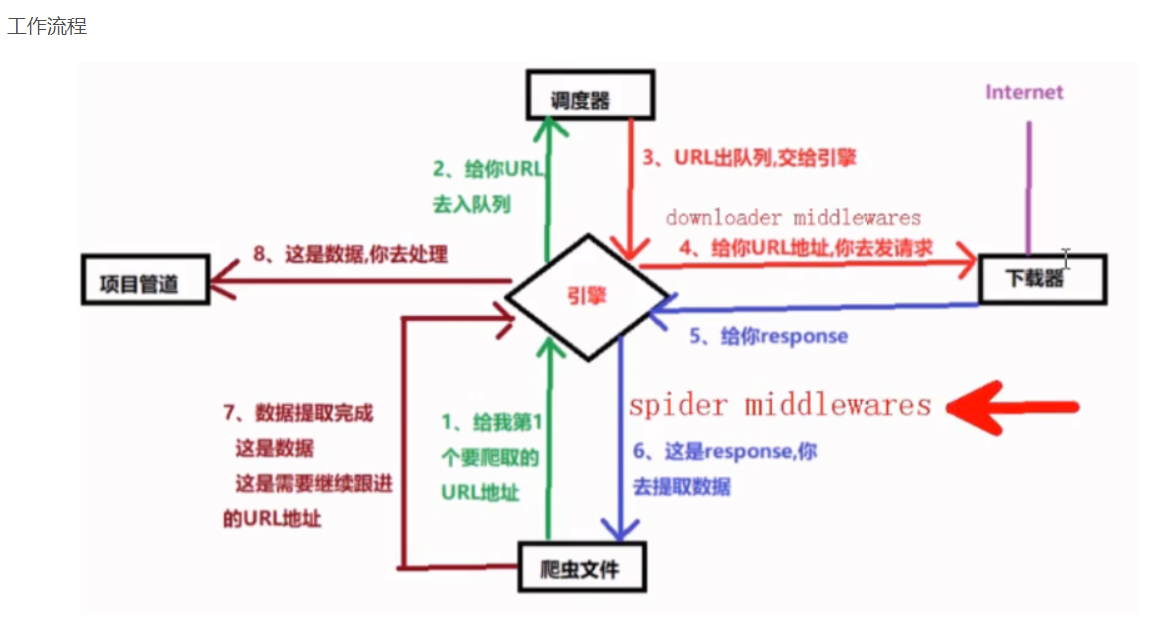 工作流程
调度器
Internet
2、给你URL
去入队列
3、URL出队列,交给引擎
downloader middlewares
4、给你URL地址,你去发请求
8、这是数据,你去处理
项目管道
引擎
下载器
5、给你response
spider middlewares
7、数据提取完成
这是数据
这是需要继续跟进
的URL地址
1、给我第1
个要爬取的
URL地址
6、这是response,你
去提取数据
爬虫文件